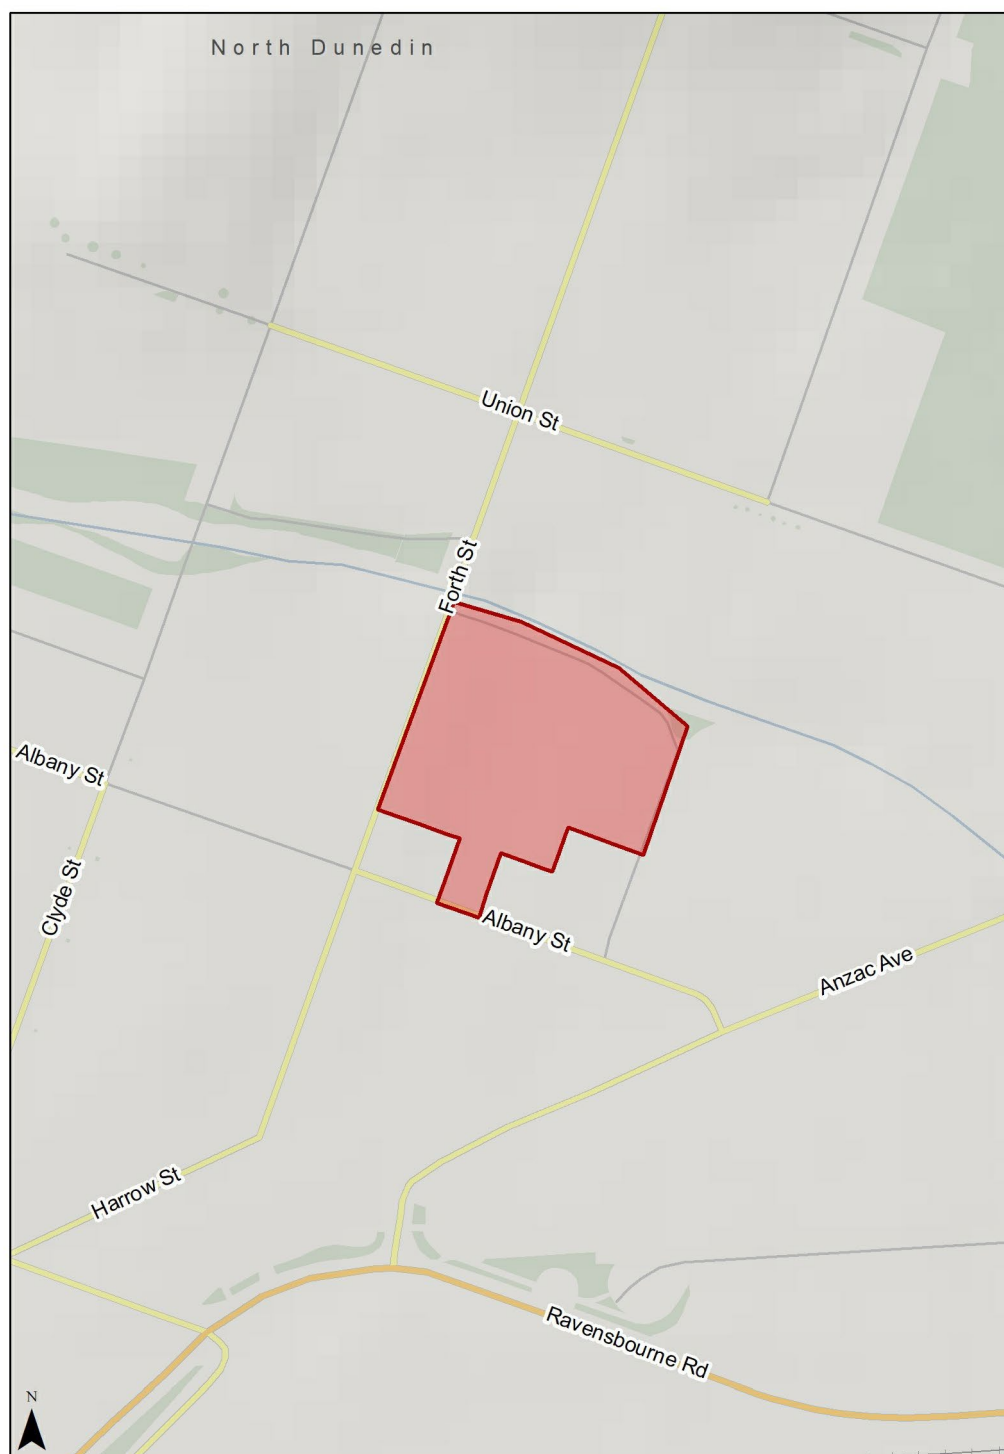 North Dunedin
Union St
Forth St
Albany St
Clyde St
Albany St
Anzac Ave
Harrow St
Ravensbourne Rd
N